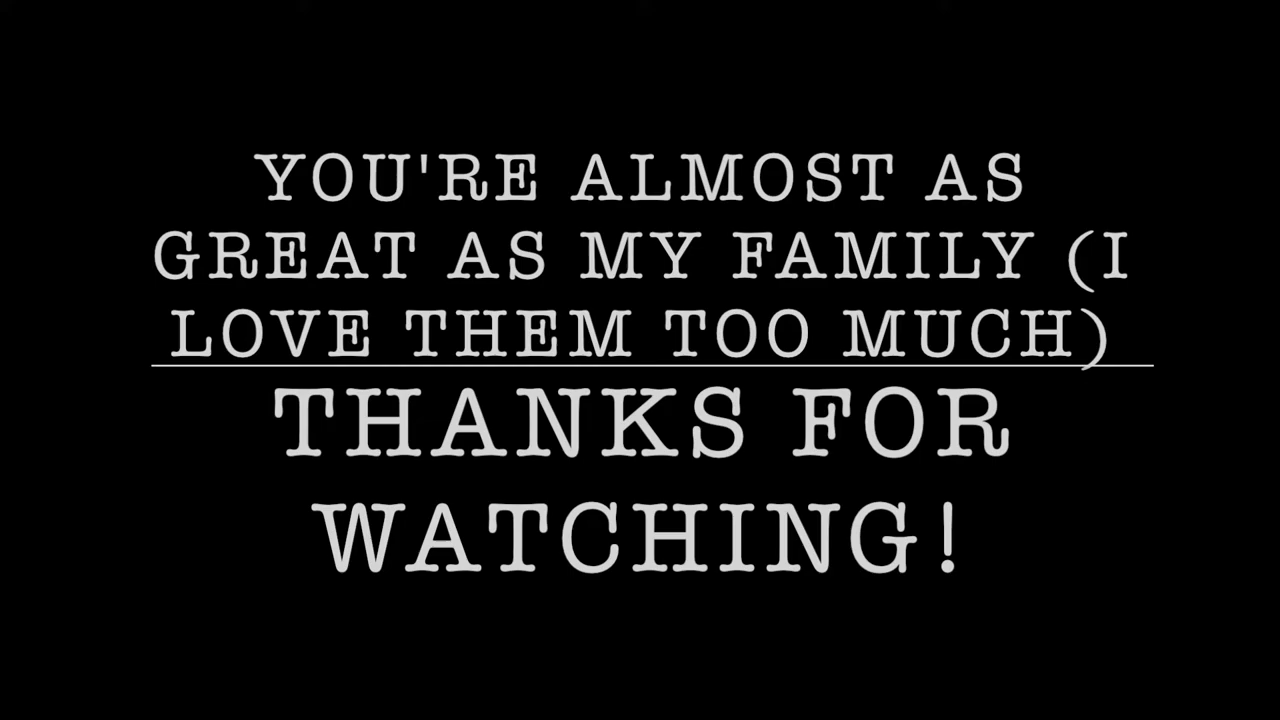 YOU'RE ALMOST AS
GREAT AS MY FAMILY (I
LOVE THEM TOO MUCH)
THANKS FOR
WATCHING!